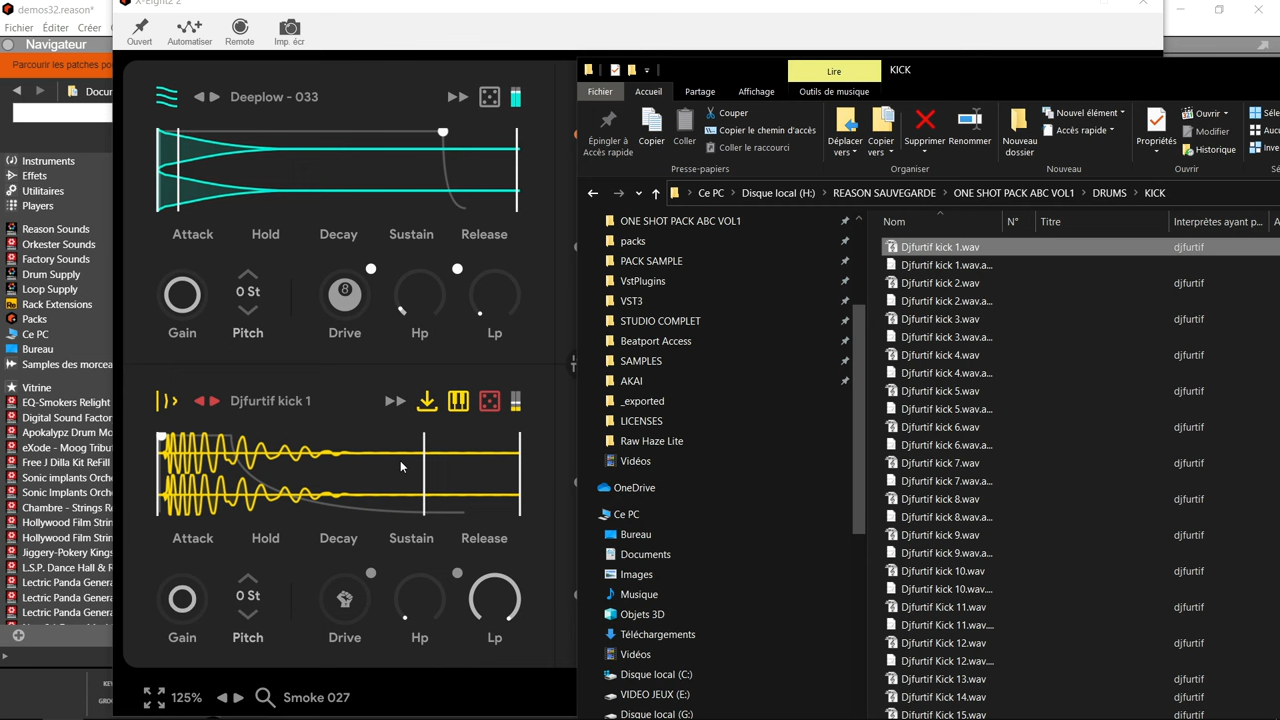 demos32.reason*
Fichier Éditer Créer
Navigateur
Parcourir les patches po
Docur
Instruments
Effets
Utilitaires
Players
Reason Sounds
Orkester Sounds
Factory Sounds
Drum Supply
Loop Supply
Rack Extensions
Packs
Ce PC
Bureau
Samples des morcea
Vitrine
EQ-Smokers Relight
Digital Sound Factor
Apokalypz Drum Mo
eXode - Moog Tribut
Free J Dilla Kit ReFill
Sonic implants Orch
Sonic Implants Orch
Chambre - Strings R
Hollywood Film Strin
Hollywood Film Strin
Jiggery-Pokery Kings
L.S.P. Dance Hall & R
Lectric Panda Genera
Lectric Panda Genera
Lectric Panda Genera
KE
GRO
Ouvert Automatiser Remote Imp. écr
Deeplow - 033
Attack Hold Decay Sustain Release
0 St
8
Gain Pitch Drive Hp Lp
Djfurtif kick 1
Attack Hold Decay Sustain Release
0 St
Gain Pitch Drive Hp Lp
125% Smoke 027
Lire KICK
Fichier Accueil Partage Affichage Outils de musique
Épingler à
Accès rapide
Copier
Coller
Couper
Copier le chemin d'accès
Coller le raccourci
Presse-papiers
Déplacer
vers
Copier
vers
Supprimer
Renommer
Organiser
Nouveau
dossier
Nouvel élément
Accès rapide
Nouveau
Propriétés
Ouvrir
Modifier
Historique
Ouvrir
Séle
Auc
Inve
Sé
Ce PC Disque local (H:) REASON SAUVEGARDE ONE SHOT PACK ABC VOL1 DRUMS KICK
ONE SHOT PACK ABC VOL1
packs
PACK SAMPLE
VstPlugins
VST3
STUDIO COMPLET
Beatport Access
SAMPLES
AKAI
_exported
LICENSES
Raw Haze Lite
Vidéos
OneDrive
Ce PC
Bureau
Documents
Images
Musique
Objets 3D
Téléchargements
Vidéos
Disque local (C:)
VIDEO JEUX (E:)
Disque local (G:)
Nom N° Titre Interprètes ayant p... A
Djfurtif kick 1.wav djfurtif
Djfurtif kick 1.wav.a...
Djfurtif kick 2.wav djfurtif
Djfurtif kick 2.wav.a...
Djfurtif kick 3.wav djfurtif
Djfurtif kick 3.wav.a...
Djfurtif kick 4.wav djfurtif
Djfurtif kick 4.wav.a...
Djfurtif kick 5.wav djfurtif
Djfurtif kick 5.wav.a...
Djfurtif kick 6.wav djfurtif
Djfurtif kick 6.wav.a...
Djfurtif kick 7.wav djfurtif
Djfurtif kick 7.wav.a...
Djfurtif kick 8.wav djfurtif
Djfurtif kick 8.wav.a...
Djfurtif kick 9.wav djfurtif
Djfurtif kick 9.wav.a...
Djfurtif kick 10.wav djfurtif
Djfurtif kick 10.wav....
Djfurtif Kick 11.wav djfurtif
Djfurtif Kick 11.wav....
Djfurtif Kick 12.wav djfurtif
Djfurtif Kick 12.wav....
Djfurtif Kick 13.wav djfurtif
Djfurtif Kick 14.wav djfurtif
Djfurtif Kick 15.wav djfurtif